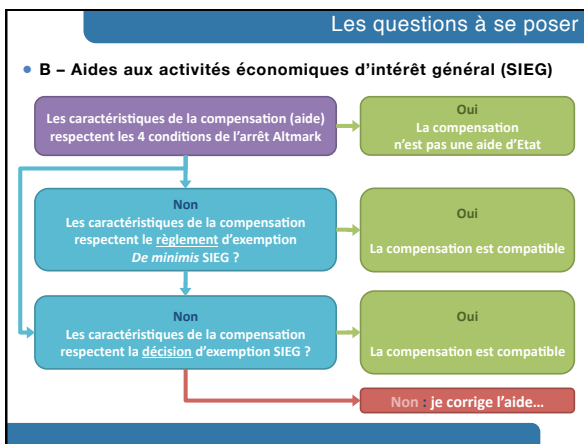 Les questions à se poser
• B – Aides aux activités économiques d'intérêt général (SIEG)
Les caractéristiques de la compensation (aide)
respectent les 4 conditions de l'arrêt Altmark
Oui
La compensation
n'est pas une aide d'Etat
Non
Les caractéristiques de la compensation
respectent le règlement d'exemption
De minimis SIEG ?
Oui
La compensation est compatible
Non
Les caractéristiques de la compensation
respectent la décision d'exemption SIEG ?
Oui
La compensation est compatible
Non : je corrige l'aide…